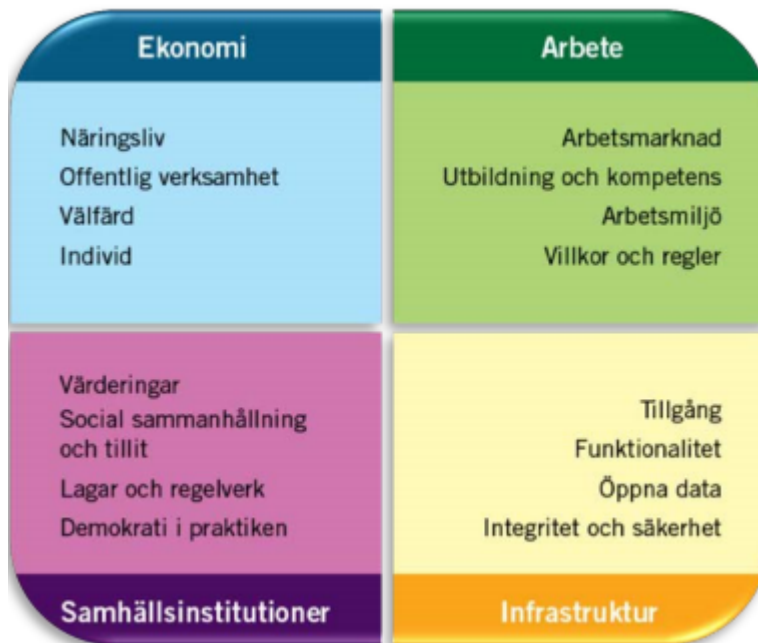 Ekonomi
Näringsliv
Offentlig verksamhet
Välfärd
Individ
Arbete
Arbetsmarknad
Utbildning och kompetens
Arbetsmiljö
Villkor och regler
Värderingar
Social sammanhållning
och tillit
Lagar och regelverk
Demokrati i praktiken
Samhällsinstitutioner
Tillgång
Funktionalitet
Öppna data
Integritet och säkerhet
Infrastruktur